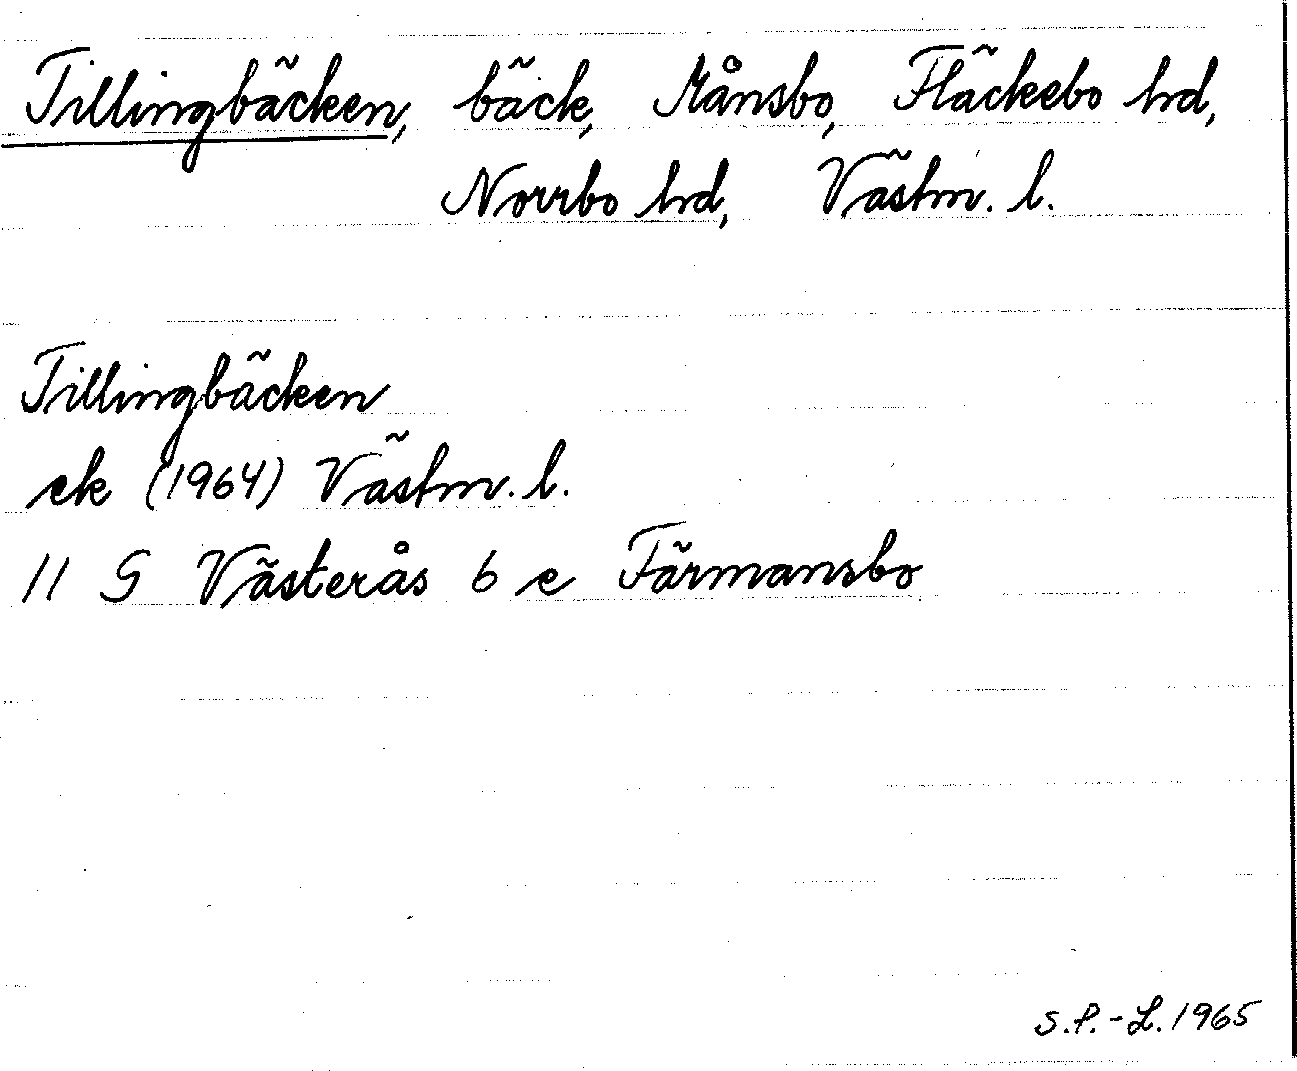 Tillingbäcken, bäck, Månsbo, Fläckebo hd,
Norrbo hd, Västm. l.
Tillingbäcken
ek (1964) Västm. l.
11 G Västerås 6 e Färmansbo
S.P.-L. 1965